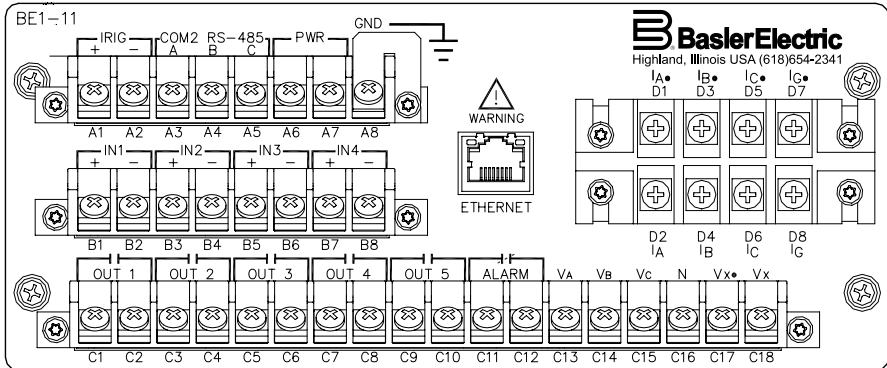 BE1-11
GND
IRIG COM2 RS-485 PWR
+ - A B C
A1 A2 A3 A4 A5 A6 A7 A8
IN1 IN2 IN3 IN4
+ - + - + - + -
B1 B2 B3 B4 B5 B6 B7 B8
WARNING
ETHERNET
BaslerElectric
Highland, Illinois USA (618)654-2341
IA• IB• IC• IG•
D1 D3 D5 D7
D2 D4 D6 D8
IA IB IC IG
OUT 1 OUT 2 OUT 3 OUT 4 OUT 5 ALARM VA VB VC N VX• VX
C1 C2 C3 C4 C5 C6 C7 C8 C9 C10 C11 C12 C13 C14 C15 C16 C17 C18